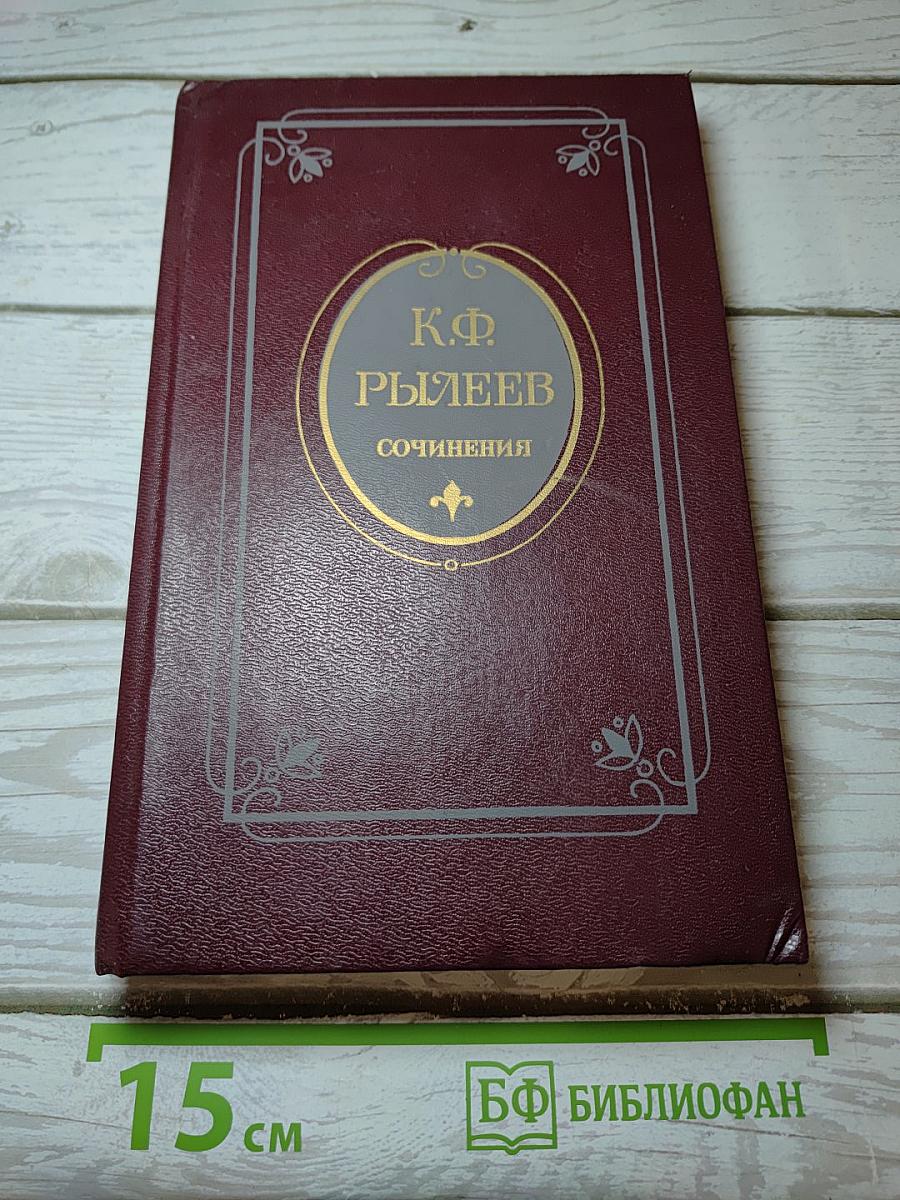 К.Ф.
РЫЛЕЕВ
СОЧИНЕНИЯ
15 см
БФ БИБЛИОФАН